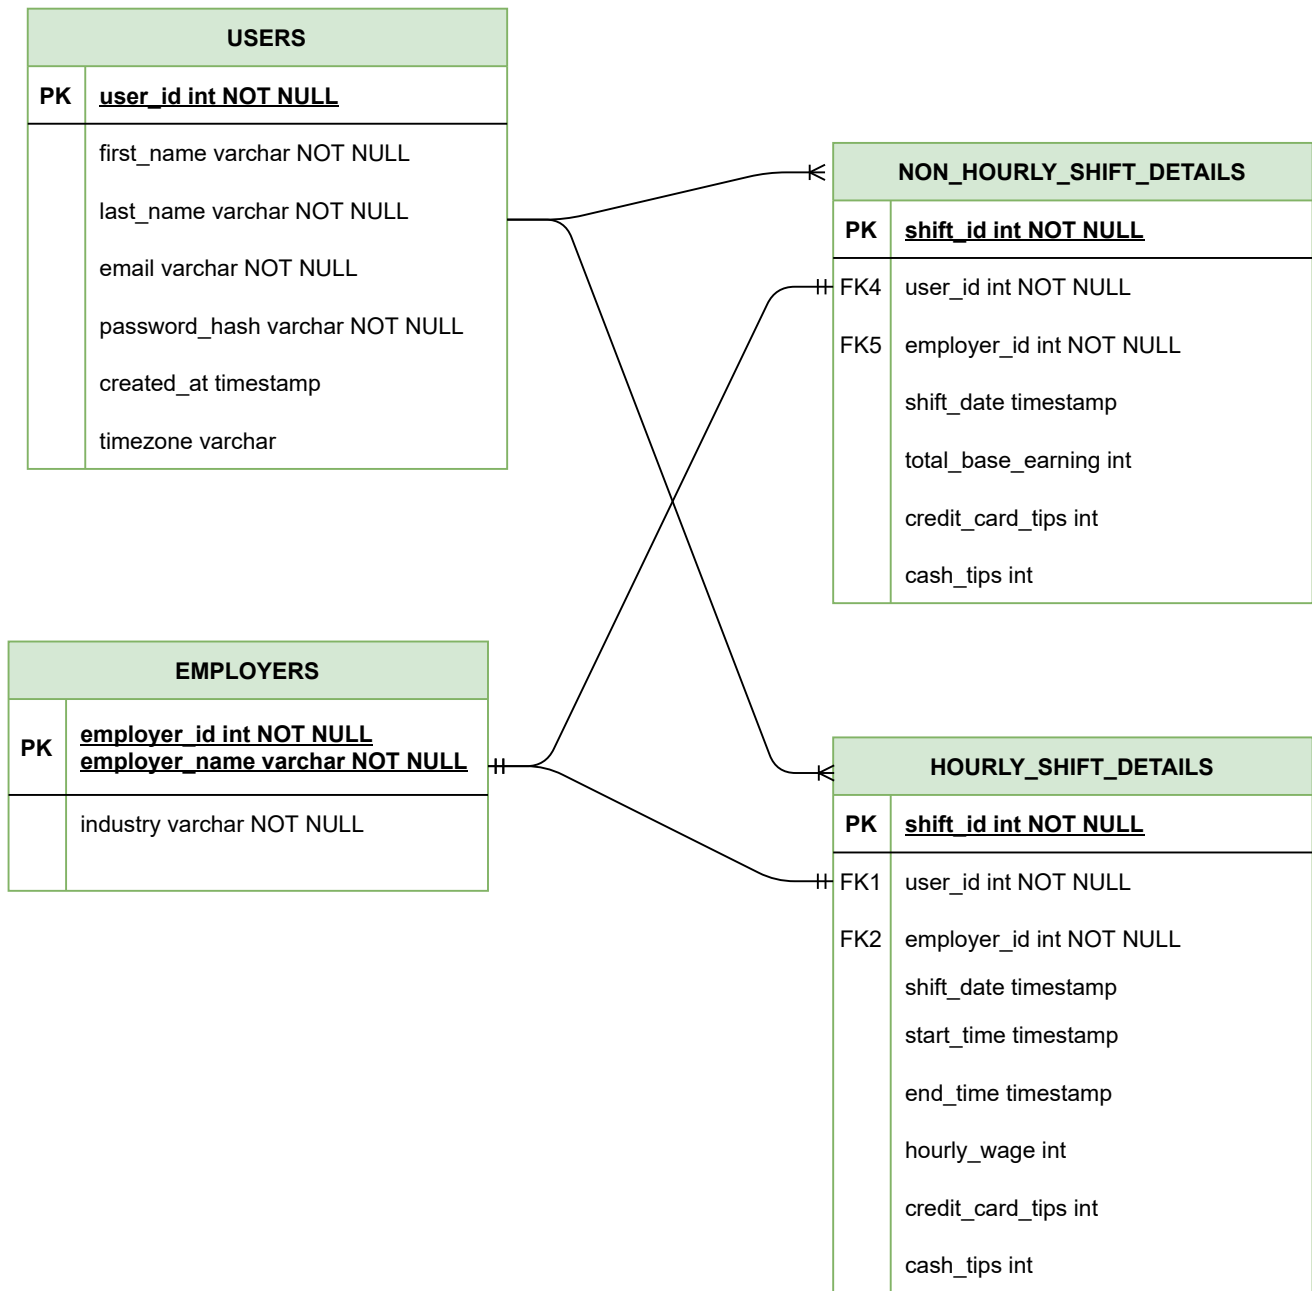 USERS
PK user_id int NOT NULL
first_name varchar NOT NULL
last_name varchar NOT NULL
email varchar NOT NULL
password_hash varchar NOT NULL
created_at timestamp
timezone varchar
NON_HOURLY_SHIFT_DETAILS
PK shift_id int NOT NULL
FK4 user_id int NOT NULL
FK5 employer_id int NOT NULL
shift_date timestamp
total_base_earning int
credit_card_tips int
cash_tips int
EMPLOYERS
PK employer_id int NOT NULL
employer_name varchar NOT NULL
industry varchar NOT NULL
HOURLY_SHIFT_DETAILS
PK shift_id int NOT NULL
FK1 user_id int NOT NULL
FK2 employer_id int NOT NULL
shift_date timestamp
start_time timestamp
end_time timestamp
hourly_wage int
credit_card_tips int
cash_tips int